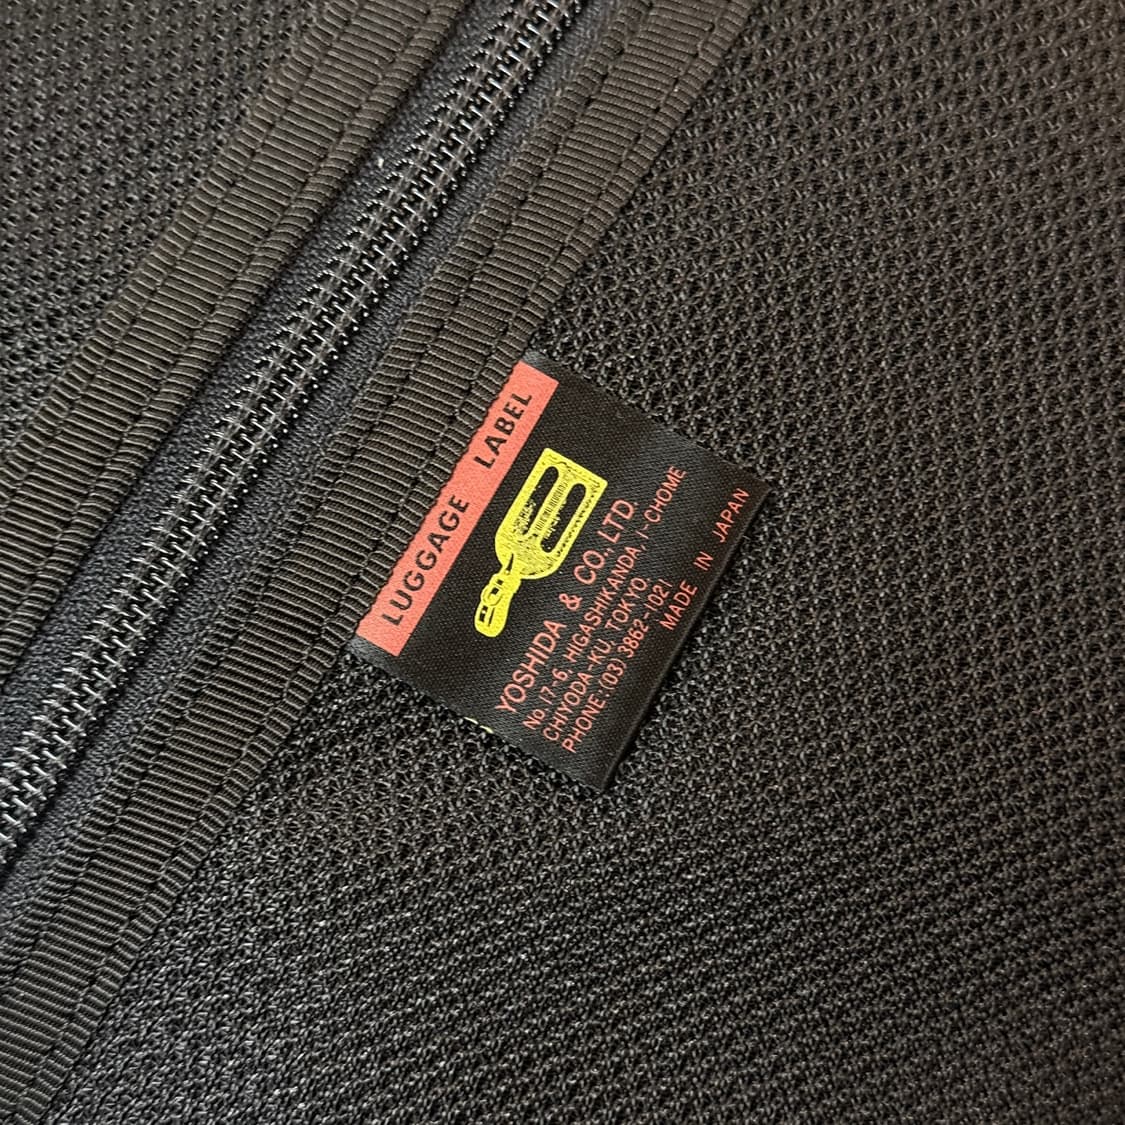 LUGGAGE LABEL
YOSHIDA & CO., LTD.
No. 17-6, HIGASHIKANDA, 1-CHOME
CHIYODA-KU, TOKYO.
PHONE: (03) 3862-1021
MADE IN JAPAN